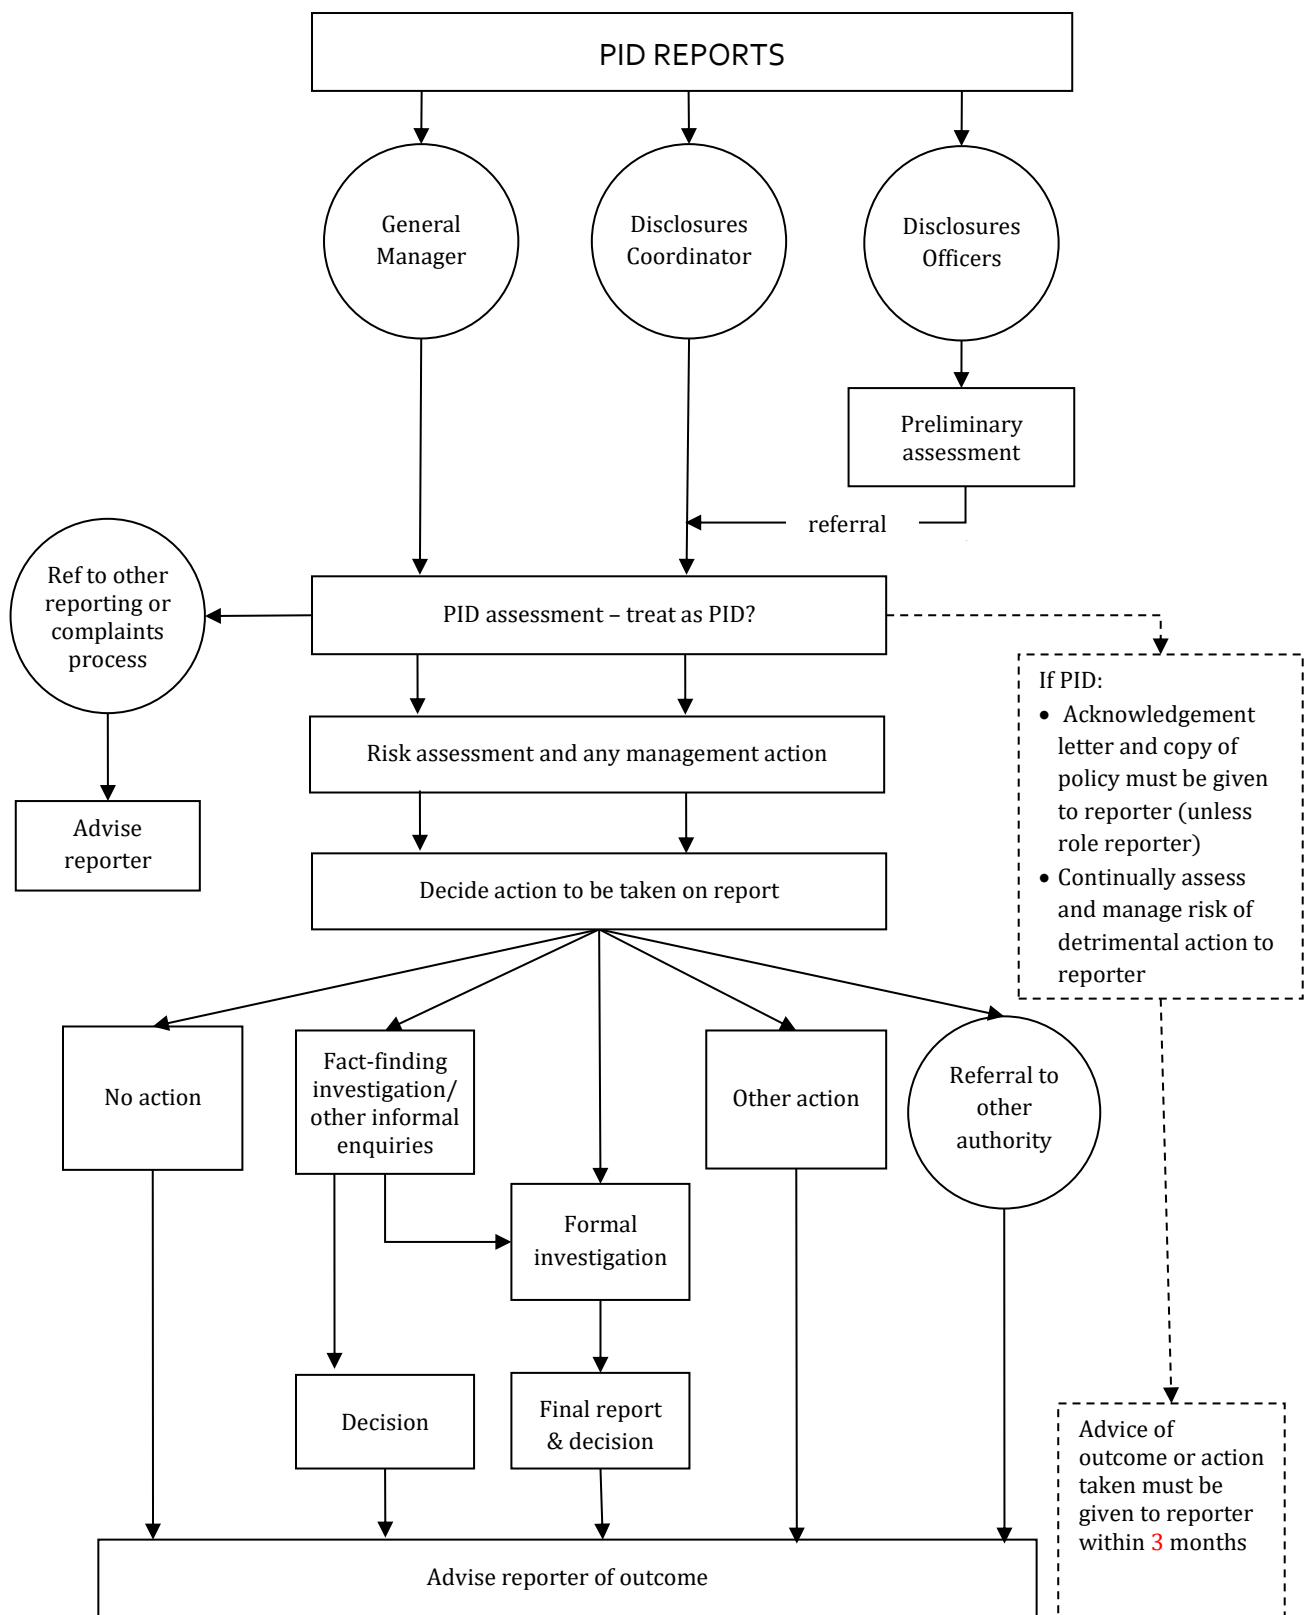 PID REPORTS
General
Manager
Disclosures
Coordinator
Disclosures
Officers
Preliminary
assessment
referral
Ref to other
reporting or
complaints
process
PID assessment – treat as PID?
If PID:
• Acknowledgement
letter and copy of
policy must be given
to reporter (unless
role reporter)
• Continually assess
and manage risk of
detrimental action to
reporter
Risk assessment and any management action
Advise
reporter
Decide action to be taken on report
No action
Fact-finding
investigation/
other informal
enquiries
Other action
Referral to
other
authority
Formal
investigation
Decision
Final report
& decision
Advice of
outcome or action
taken must be
given to reporter
within 3 months
Advise reporter of outcome